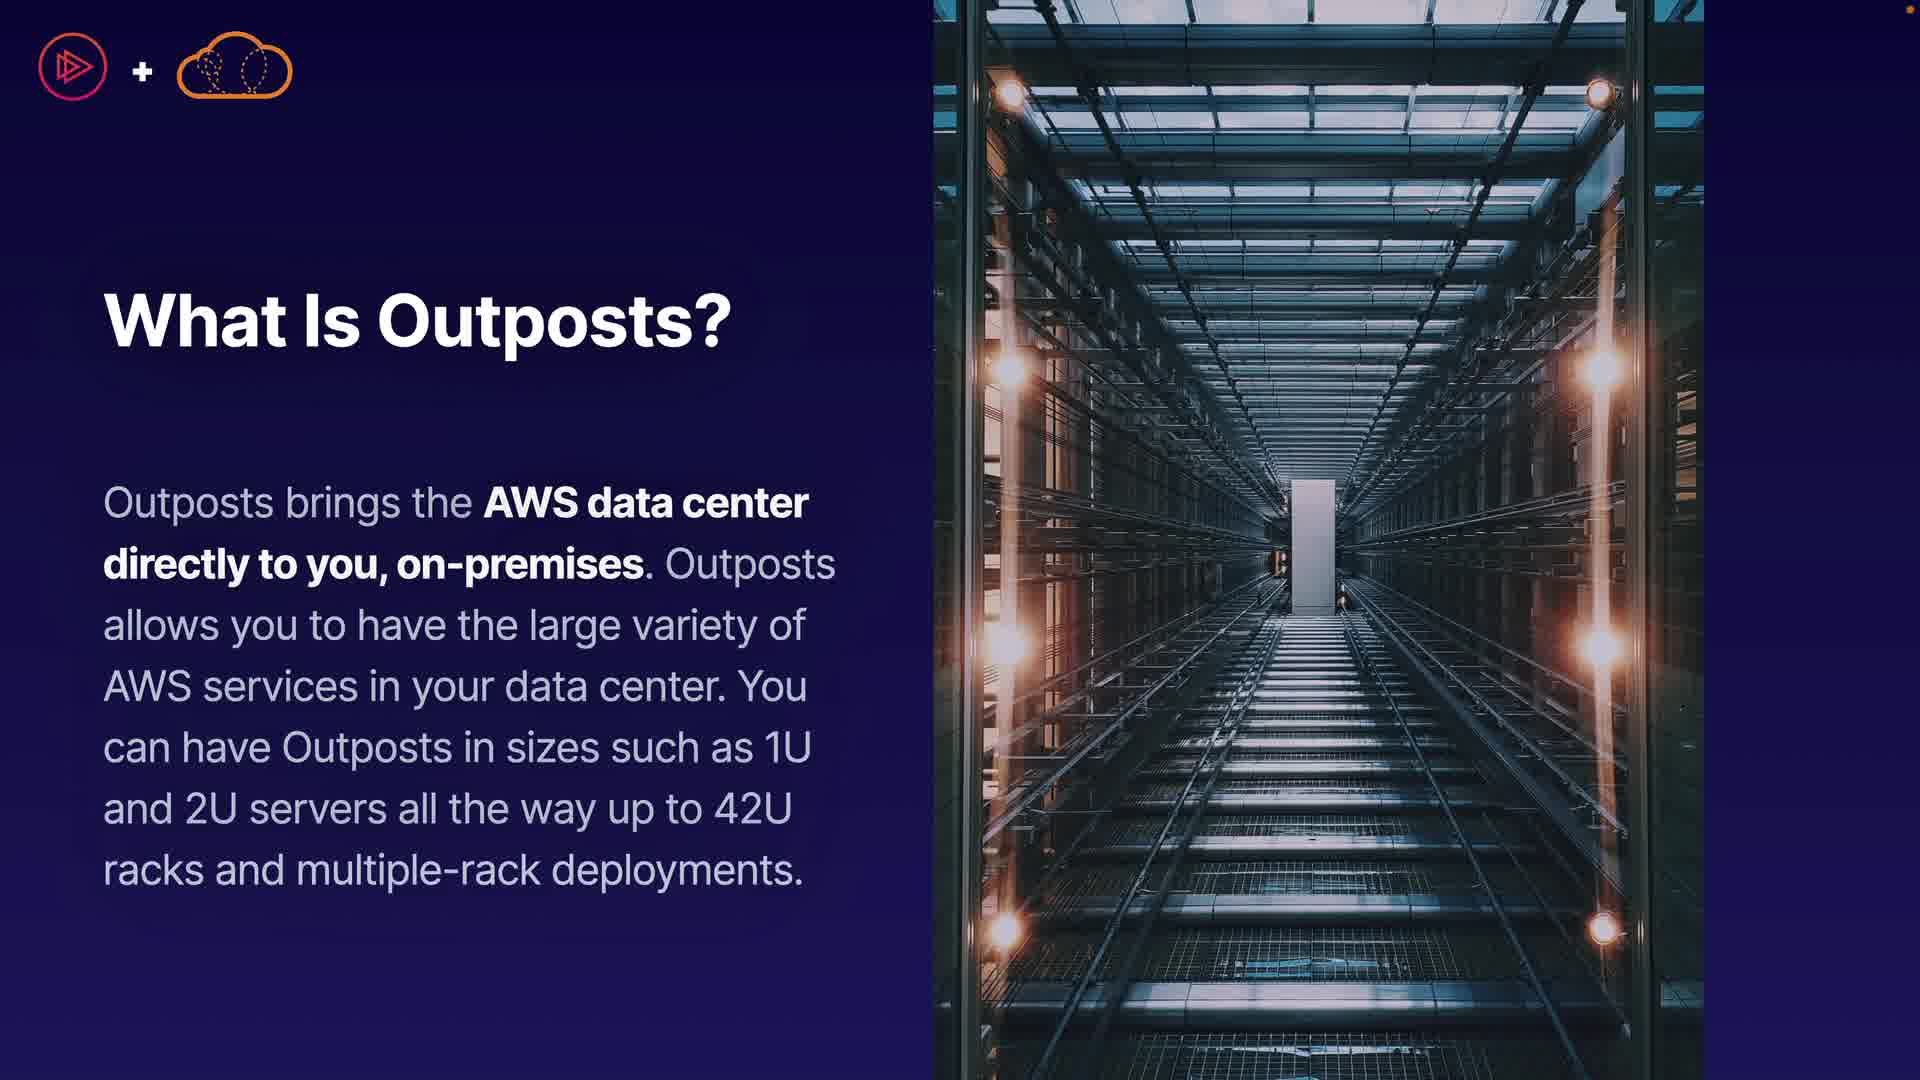 What Is Outposts?
Outposts brings the AWS data center
directly to you, on-premises. Outposts
allows you to have the large variety of
AWS services in your data center. You
can have Outposts in sizes such as 1U
and 2U servers all the way up to 42U
racks and multiple-rack deployments.